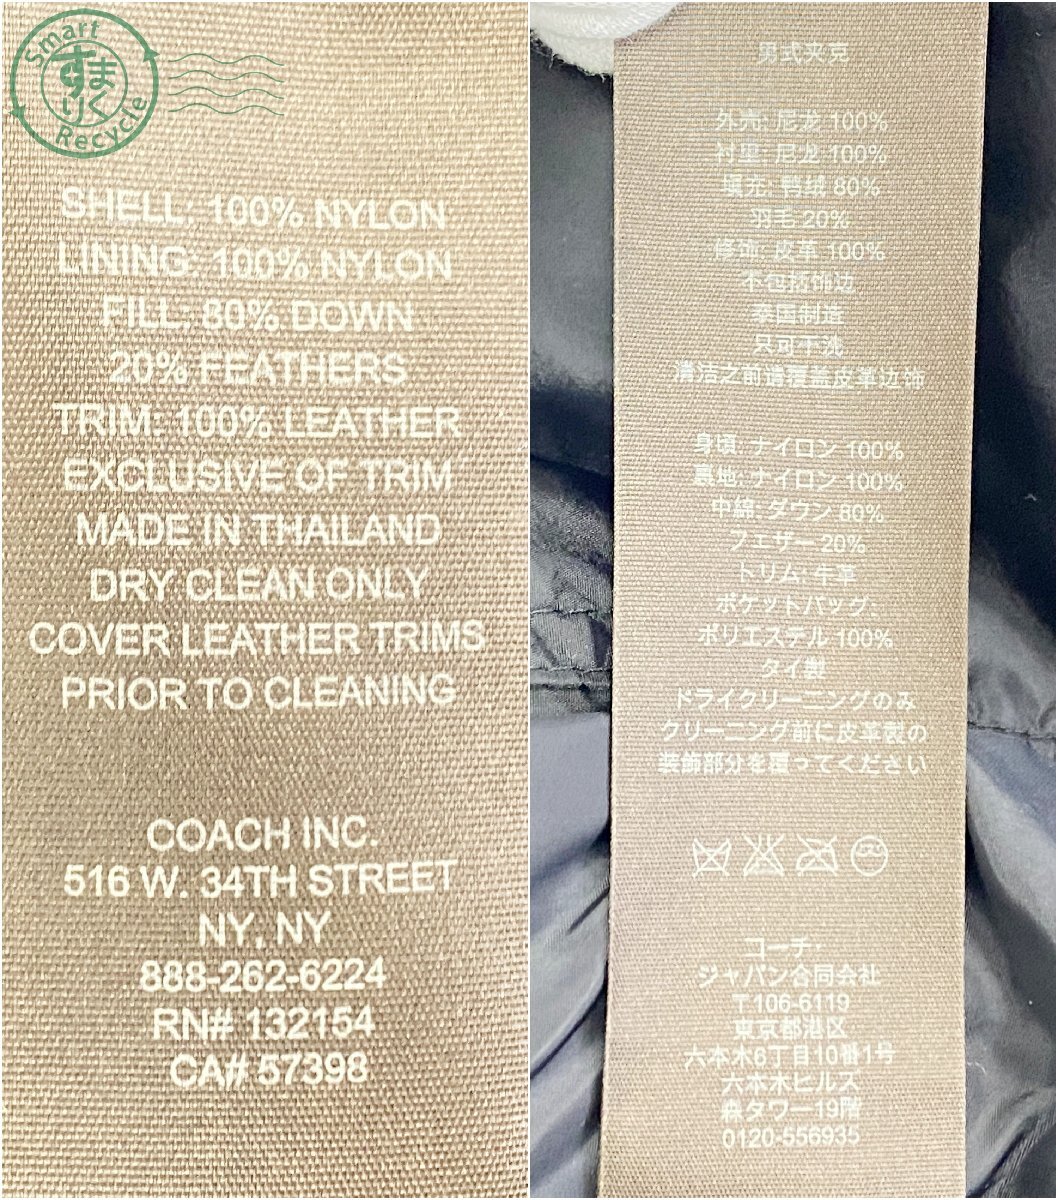 Smart
すまりく
Recycle
SHELL: 100% NYLON
LINING: 100% NYLON
FILL: 80% DOWN
20% FEATHERS
TRIM: 100% LEATHER
EXCLUSIVE OF TRIM
MADE IN THAILAND
DRY CLEAN ONLY
COVER LEATHER TRIMS
PRIOR TO CLEANING
COACH INC.
516 W. 34TH STREET
NY, NY
888-262-6224
RN# 132154
CA# 57398
男式夹克
外壳: 尼龙 100%
衬里: 尼龙 100%
填充: 鸭绒 80%
羽毛 20%
修饰: 皮革 100%
不包括饰边
泰国制造
只可干洗
清洁之前请覆盖皮革边饰
身頃: ナイロン 100%
裏地: ナイロン 100%
中綿: ダウン 80%
フェザー 20%
トリム: 牛革
ポケットバッグ:
ポリエステル 100%
タイ製
ドライクリーニングのみ
クリーニング前に皮革製の
装飾部分を覆ってください
コーチ・
ジャパン合同会社
〒106-6119
東京都港区
六本木6丁目10番1号
六本木ヒルズ
森タワー19階
0120-556935